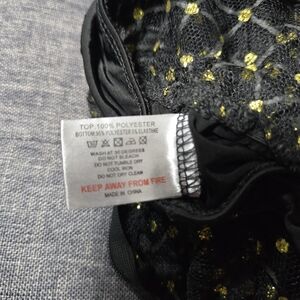 TOP:100% POLYESTER
BOTTOM:95% POLYESTER 5% ELASTANE
WASH AT 30 DEGREES
DO NOT BLEACH
DO NOT TUMBLE DRY
COOL IRON
DO NOT DRY CLEAN
KEEP AWAY FROM FIRE
MADE IN CHINA